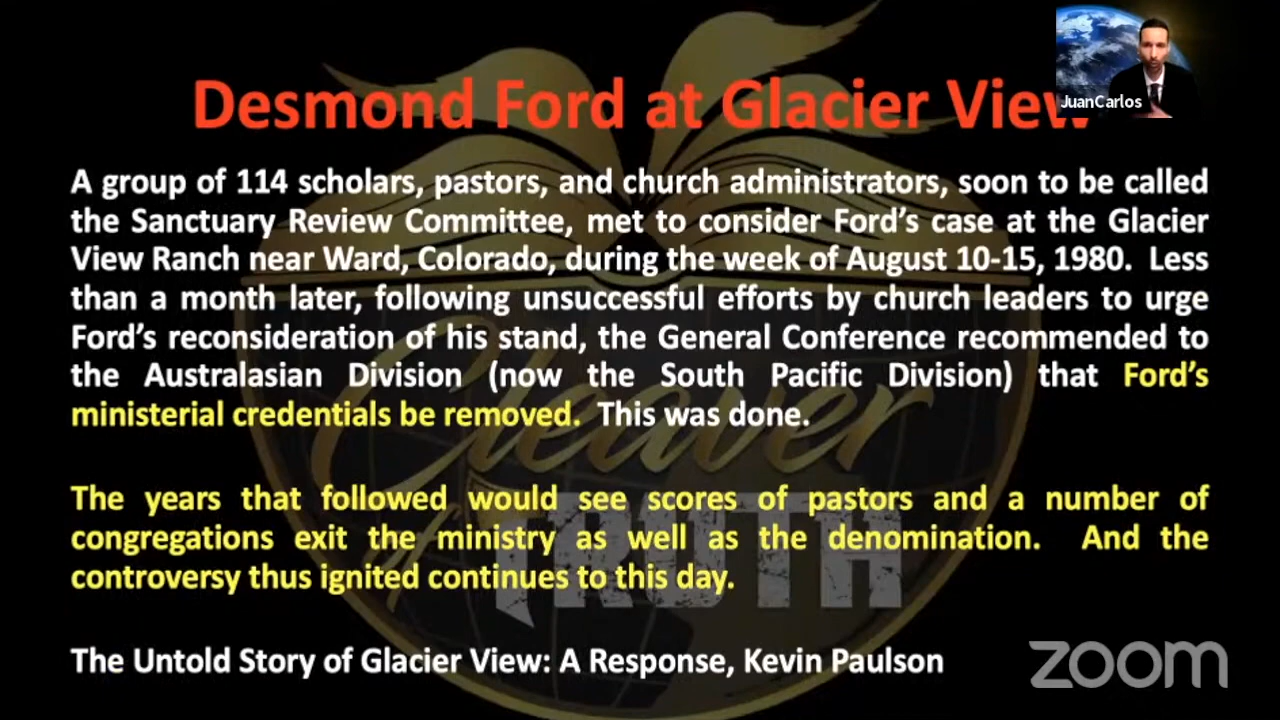 Desmond Ford at Glacier View
JuanCarlos
A group of 114 scholars, pastors, and church administrators, soon to be called
the Sanctuary Review Committee, met to consider Ford's case at the Glacier
View Ranch near Ward, Colorado, during the week of August 10-15, 1980. Less
than a month later, following unsuccessful efforts by church leaders to urge
Ford's reconsideration of his stand, the General Conference recommended to
the Australasian Division (now the South Pacific Division) that Ford's
ministerial credentials be removed. This was done.
The years that followed would see scores of pastors and a number of
congregations exit the ministry as well as the denomination. And the
controversy thus ignited continues to this day.
The Untold Story of Glacier View: A Response, Kevin Paulson
Cleaver
of TRUTH
zoom